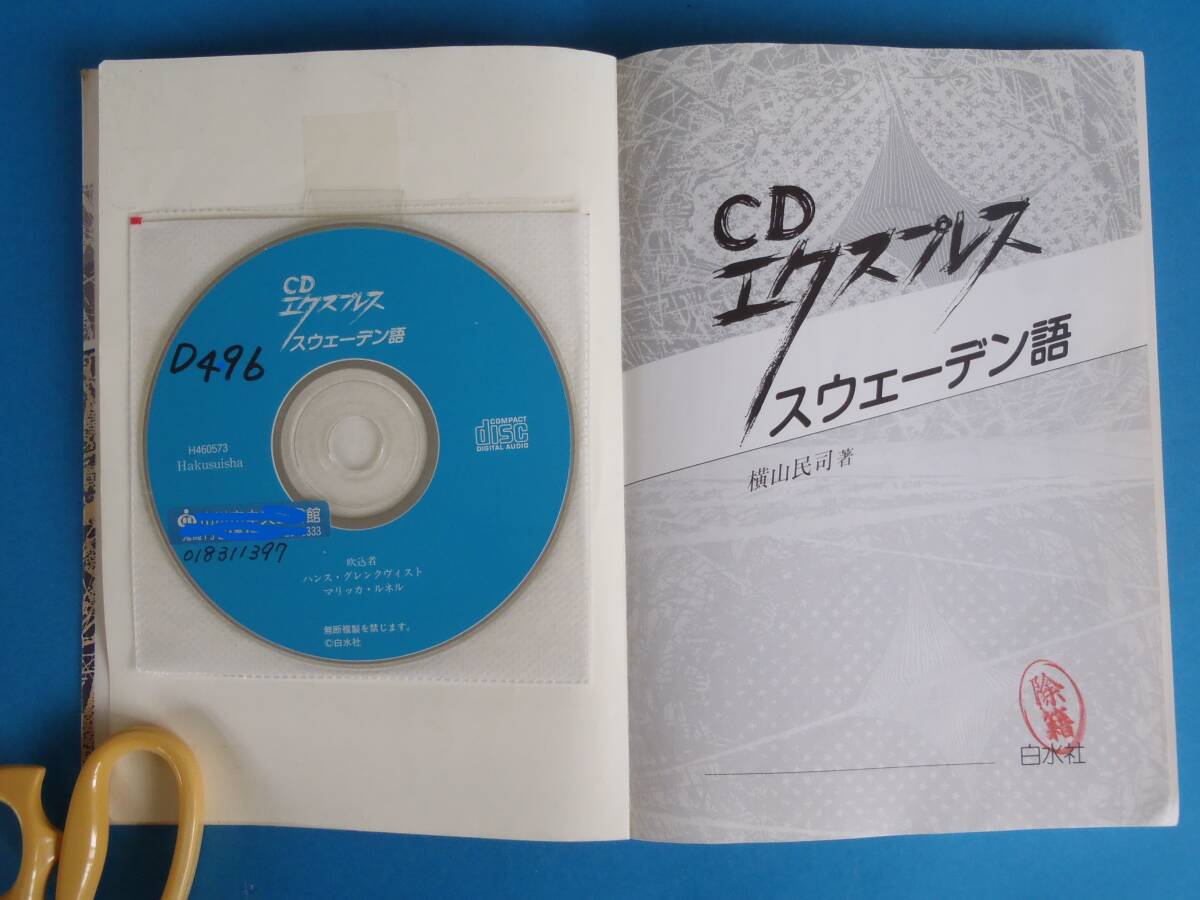 CD
エクスプレス
スウェーデン語
D496
COMPACT
disc
DIGITAL AUDIO
H460573
Hakusuisha
館
333
018311397
吹込者
ハンス・グレンクヴィスト
マリッカ・ルネル
無断複製を禁じます。
©白水社
CD
エクスプレス
スウェーデン語
横山民司著
除籍
白水社